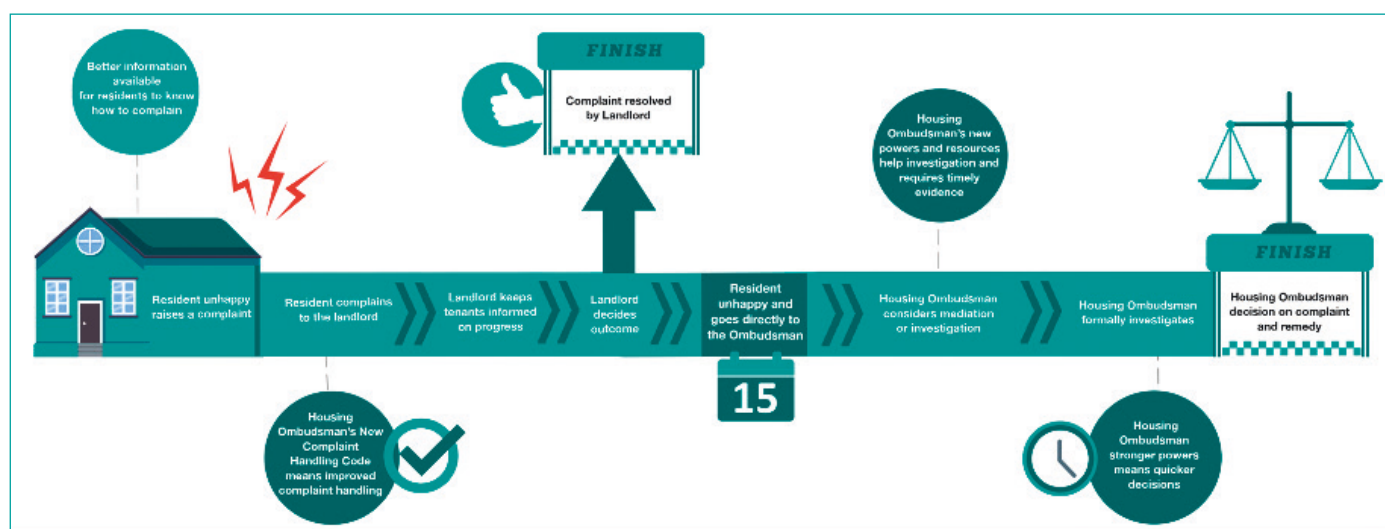 Better information
available
for residents to know
how to complain
FINISH
Complaint resolved
by Landlord
Housing
Ombudsman's new
powers and resources
help investigation and
requires timely
evidence
FINISH
Resident unhappy
raises a complaint
Resident complains
to the landlord
Landlord keeps
tenants informed
on progress
Landlord
decides
outcome
Resident
unhappy and
goes directly to
the Ombudsman
Housing Ombudsman
considers mediation
or investigation
Housing Ombudsman
formally investigates
Housing Ombudsman
decision on complaint
and remedy
15
Housing
Ombudsman's New
Complaint
Handling Code
means improved
complaint handling
Housing
Ombudsman
stronger powers
means quicker
decisions